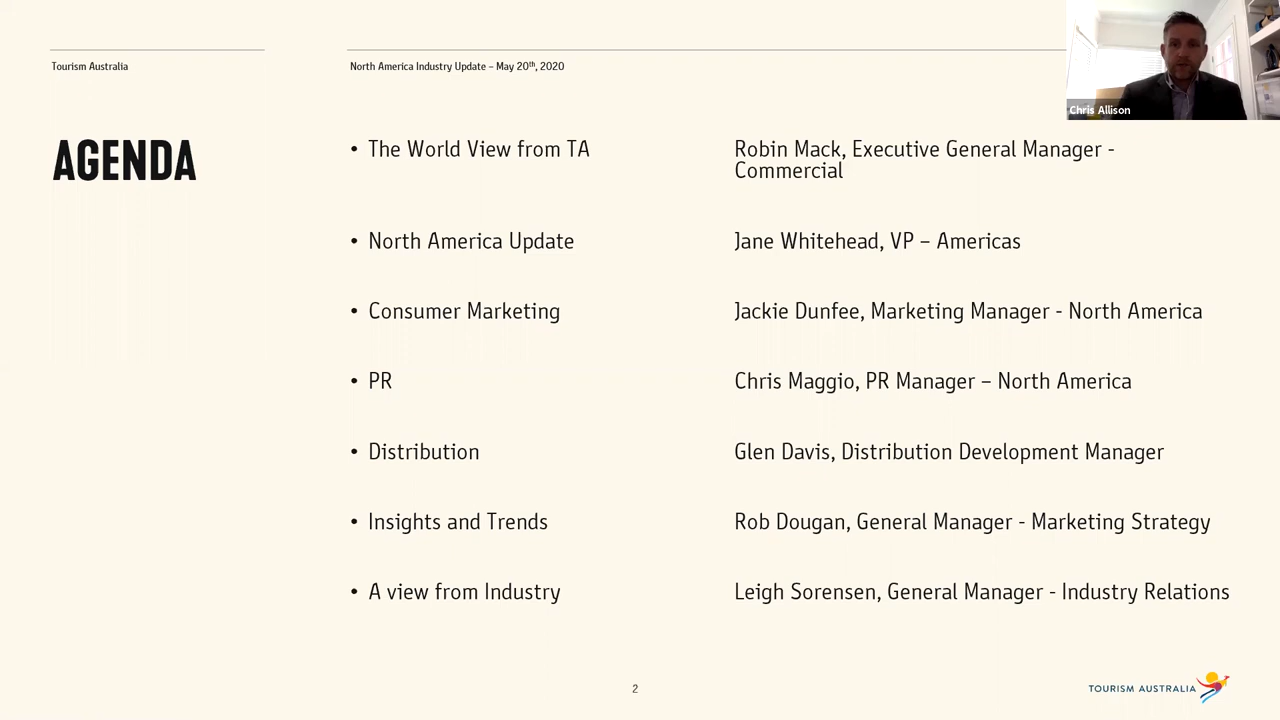 Tourism Australia
North America Industry Update – May 20th, 2020
Chris Allison
AGENDA
• The World View from TA
Robin Mack, Executive General Manager -
Commercial
• North America Update
Jane Whitehead, VP – Americas
• Consumer Marketing
Jackie Dunfee, Marketing Manager - North America
• PR
Chris Maggio, PR Manager – North America
• Distribution
Glen Davis, Distribution Development Manager
• Insights and Trends
Rob Dougan, General Manager - Marketing Strategy
• A view from Industry
Leigh Sorensen, General Manager - Industry Relations
2
TOURISM AUSTRALIA